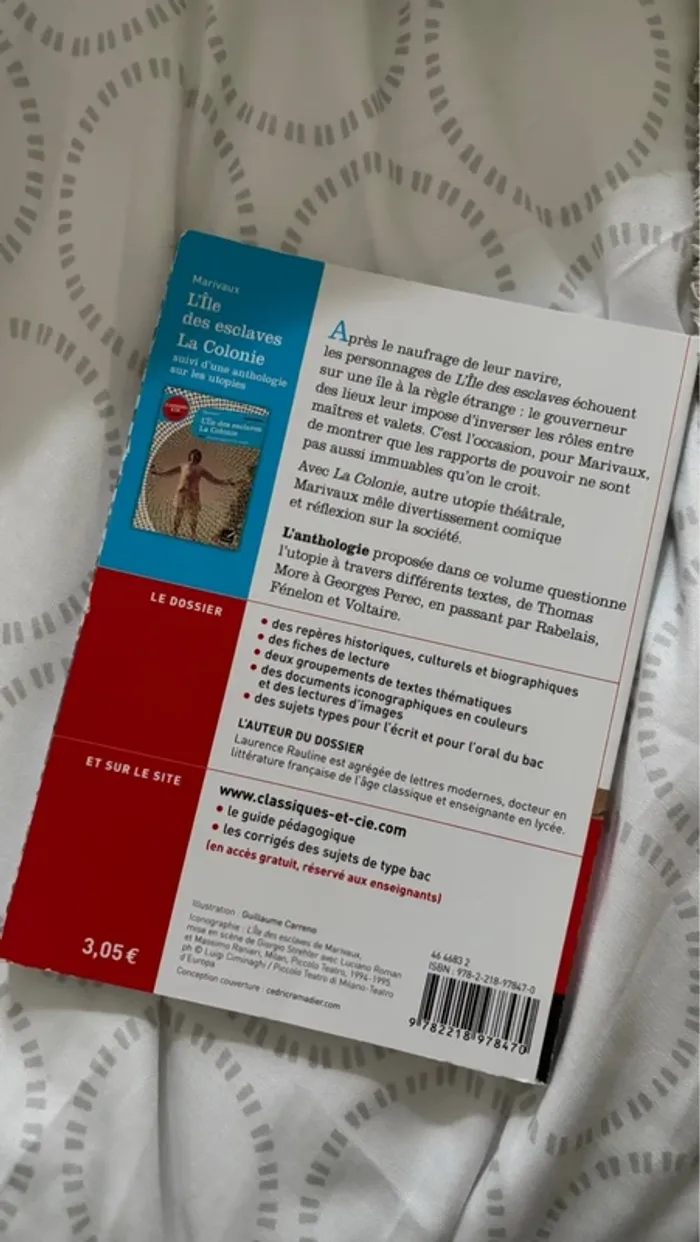 Marivaux
L'Île
des esclaves
La Colonie
suivi d'une anthologie
sur les utopies
L'Île des esclaves
La Colonie
Après le naufrage de leur navire,
les personnages de L'Île des esclaves échouent
sur une île à la règle étrange : le gouverneur
des lieux leur impose d'inverser les rôles entre
maîtres et valets. C'est l'occasion, pour Marivaux,
de montrer que les rapports de pouvoir ne sont
pas aussi immuables qu'on le croit.
Avec La Colonie, autre utopie théâtrale,
Marivaux mêle divertissement comique
et réflexion sur la société.
L'anthologie proposée dans ce volume questionne
l'utopie à travers différents textes, de Thomas
More à Georges Perec, en passant par Rabelais,
Fénelon et Voltaire.
LE DOSSIER
• des repères historiques, culturels et biographiques
• des fiches de lecture
• deux groupements de textes thématiques
• des documents iconographiques en couleurs
et des lectures d'images
• des sujets types pour l'écrit et pour l'oral du bac
L'AUTEUR DU DOSSIER
Laurence Rauline est agrégée de lettres modernes, docteur en
littérature française de l'âge classique et enseignante en lycée.
ET SUR LE SITE
www.classiques-et-cie.com
• le guide pédagogique
• les corrigés des sujets de type bac
(en accès gratuit, réservé aux enseignants)
3,05 €
Illustration : Guillaume Carreno
Iconographie : L'Île des esclaves de Marivaux,
mise en scène de Giorgio Strehler avec Luciano Roman
et Massimo Ranieri, Milan, Piccolo Teatro, 1994-1995
ph © Luigi Ciminaghi / Piccolo Teatro di Milano-Teatro
d'Europa
Conception couverture : cedricramadier.com
46 4683 2
ISBN : 978-2-218-97847-0
9 782218 978470